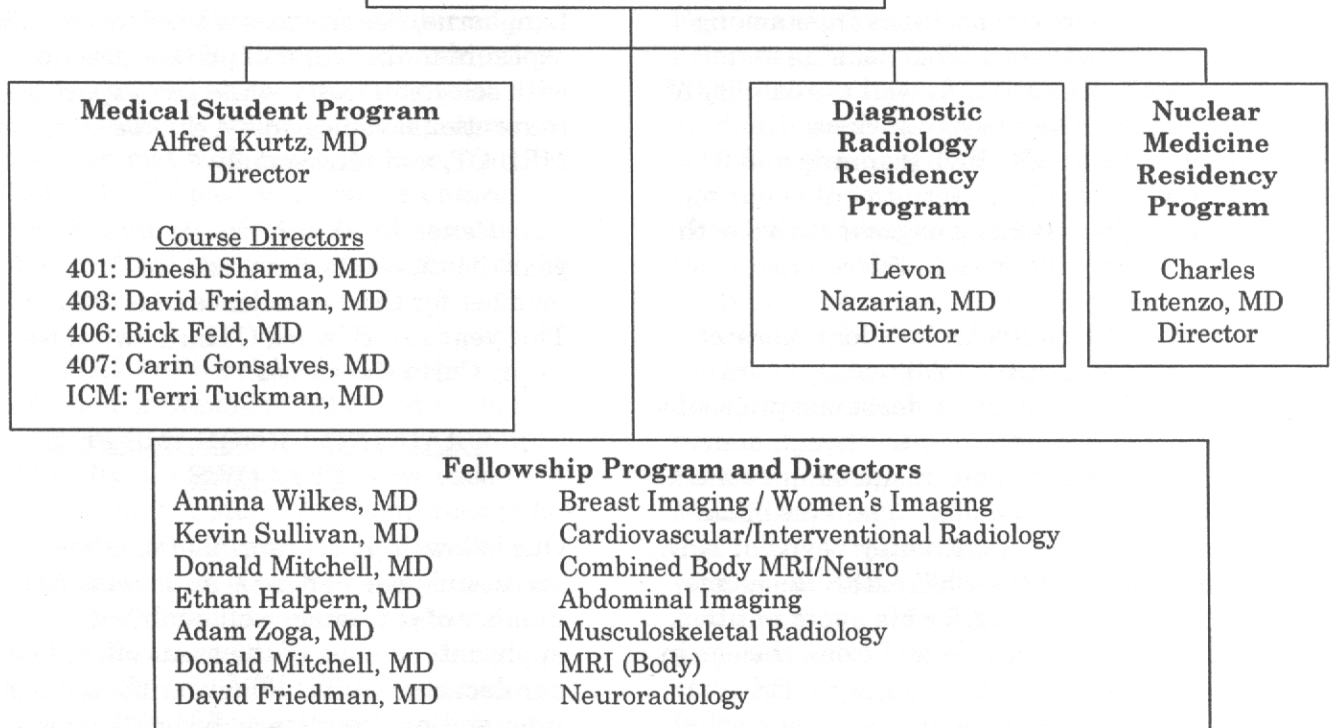 Medical Student Program
Alfred Kurtz, MD
Director
Course Directors
401: Dinesh Sharma, MD
403: David Friedman, MD
406: Rick Feld, MD
407: Carin Gonsalves, MD
ICM: Terri Tuckman, MD
Diagnostic
Radiology
Residency
Program
Levon
Nazarian, MD
Director
Nuclear
Medicine
Residency
Program
Charles
Intenzo, MD
Director
Fellowship Program and Directors
Annina Wilkes, MD Breast Imaging / Women's Imaging
Kevin Sullivan, MD Cardiovascular/Interventional Radiology
Donald Mitchell, MD Combined Body MRI/Neuro
Ethan Halpern, MD Abdominal Imaging
Adam Zoga, MD Musculoskeletal Radiology
Donald Mitchell, MD MRI (Body)
David Friedman, MD Neuroradiology